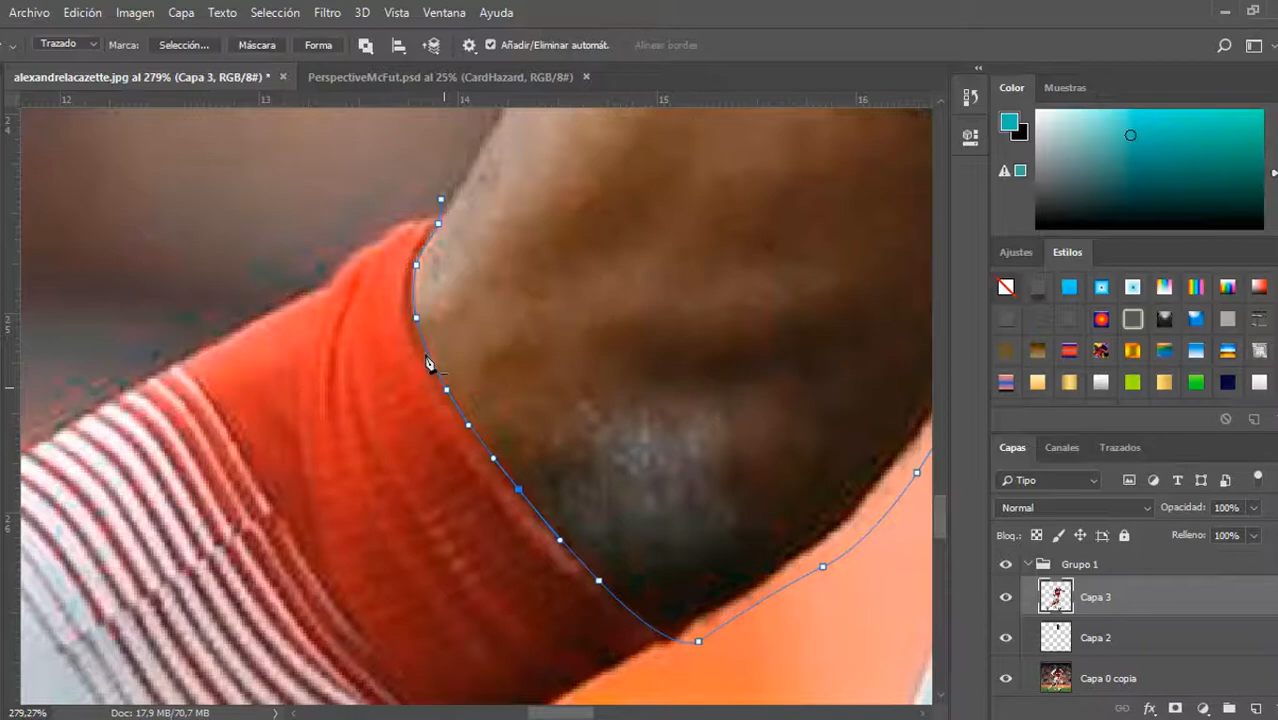 Archivo Edición Imagen Capa Texto Selección Filtro 3D Vista Ventana Ayuda
Trazado Marca: Selección... Máscara Forma Añadir/Eliminar automát. Alinear bordes
alexandrelacazette.jpg al 279% (Capa 3, RGB/8#) * PerspectiveMcFut.psd al 25% (CardHazard, RGB/8#)
12 13 14 15 16
Color Muestras
24
25
26
Ajustes Estilos
Capas Canales Trazados
Tipo
Normal Opacidad: 100%
Bloq.: Relleno: 100%
Grupo 1
Capa 3
Capa 2
Capa 0 copia
279,27% Doc: 17,9 MB/70,7 MB